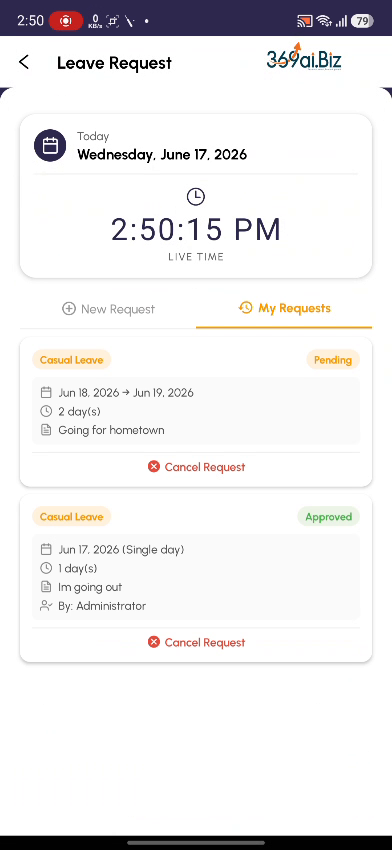 2:50 0 KB/s 79
Leave Request
369ai.Biz
Today
Wednesday, June 17, 2026
2:50:15 PM
LIVE TIME
New Request
My Requests
Casual Leave Pending
Jun 18, 2026 → Jun 19, 2026
2 day(s)
Going for hometown
Cancel Request
Casual Leave Approved
Jun 17, 2026 (Single day)
1 day(s)
Im going out
By: Administrator
Cancel Request